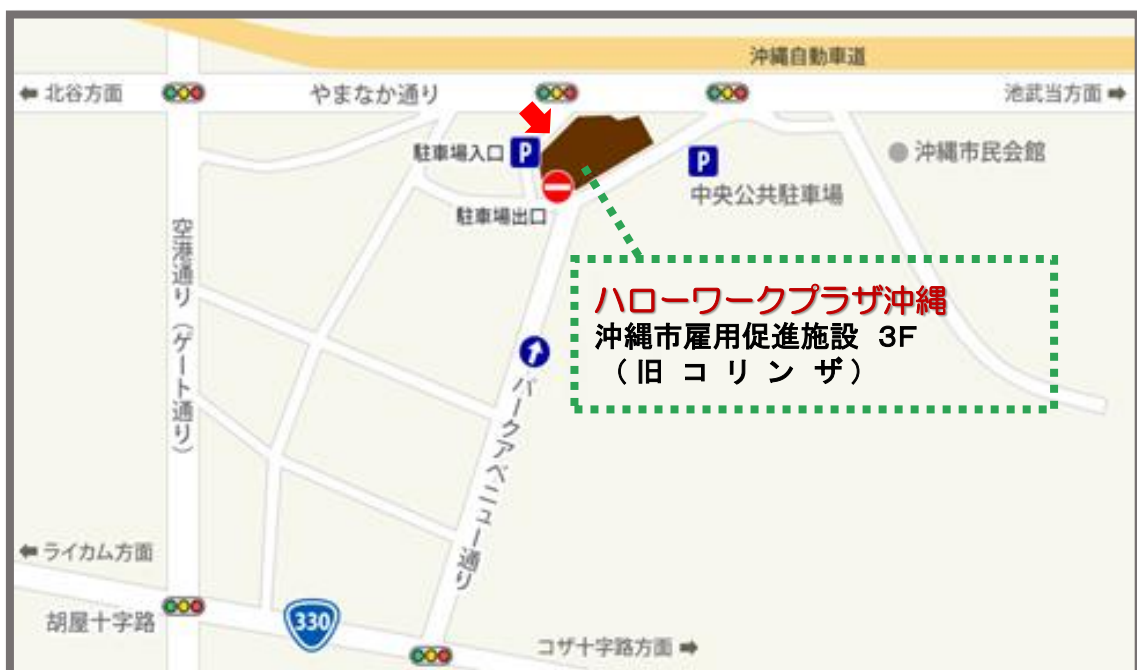 沖縄自動車道
⬅ 北谷方面
やまなか通り
池武当方面 ➡
駐車場入口 P
P
沖縄市民会館
中央公共駐車場
駐車場出口
空港通り（ゲート通り）
ハローワークプラザ沖縄
沖縄市雇用促進施設 3F
（旧 コ リ ン ザ）
パークアベニュー通り
⬅ ライカム方面
胡屋十字路
330
コザ十字路方面 ➡